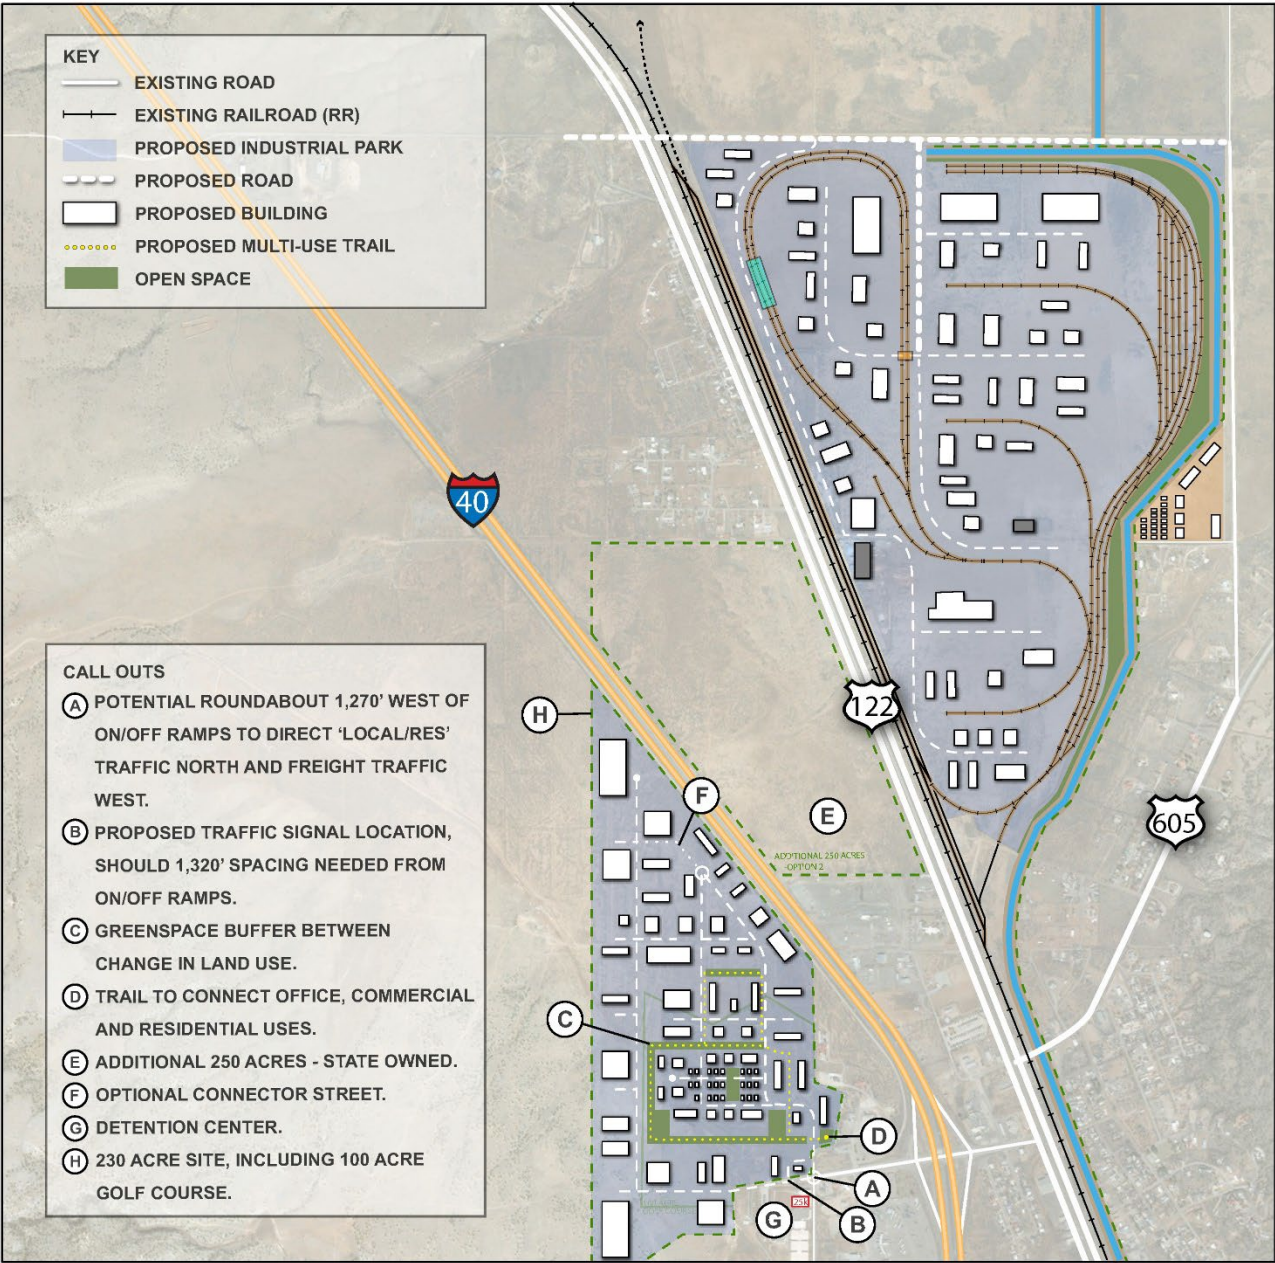 KEY
EXISTING ROAD
EXISTING RAILROAD (RR)
PROPOSED INDUSTRIAL PARK
PROPOSED ROAD
PROPOSED BUILDING
PROPOSED MULTI-USE TRAIL
OPEN SPACE
40
122
605
H
F
E
ADDITIONAL 250 ACRES
-OPTION 2
C
D
A
B
G
CALL OUTS
A POTENTIAL ROUNDABOUT 1,270’ WEST OF
ON/OFF RAMPS TO DIRECT ‘LOCAL/RES’
TRAFFIC NORTH AND FREIGHT TRAFFIC
WEST.
B PROPOSED TRAFFIC SIGNAL LOCATION,
SHOULD 1,320’ SPACING NEEDED FROM
ON/OFF RAMPS.
C GREENSPACE BUFFER BETWEEN
CHANGE IN LAND USE.
D TRAIL TO CONNECT OFFICE, COMMERCIAL
AND RESIDENTIAL USES.
E ADDITIONAL 250 ACRES - STATE OWNED.
F OPTIONAL CONNECTOR STREET.
G DETENTION CENTER.
H 230 ACRE SITE, INCLUDING 100 ACRE
GOLF COURSE.